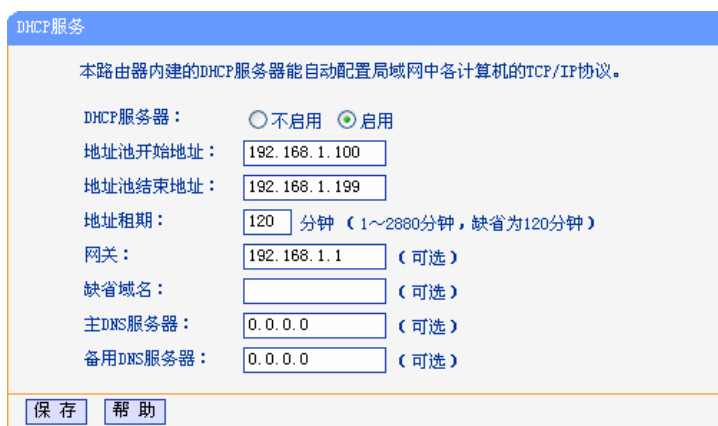 DHCP服务
本路由器内建的DHCP服务器能自动配置局域网中各计算机的TCP/IP协议。
DHCP服务器： 不启用 启用
地址池开始地址： 192.168.1.100
地址池结束地址： 192.168.1.199
地址租期： 120 分钟（1～2880分钟，缺省为120分钟）
网关： 192.168.1.1 （可选）
缺省域名： （可选）
主DNS服务器： 0.0.0.0 （可选）
备用DNS服务器： 0.0.0.0 （可选）
保 存 帮 助